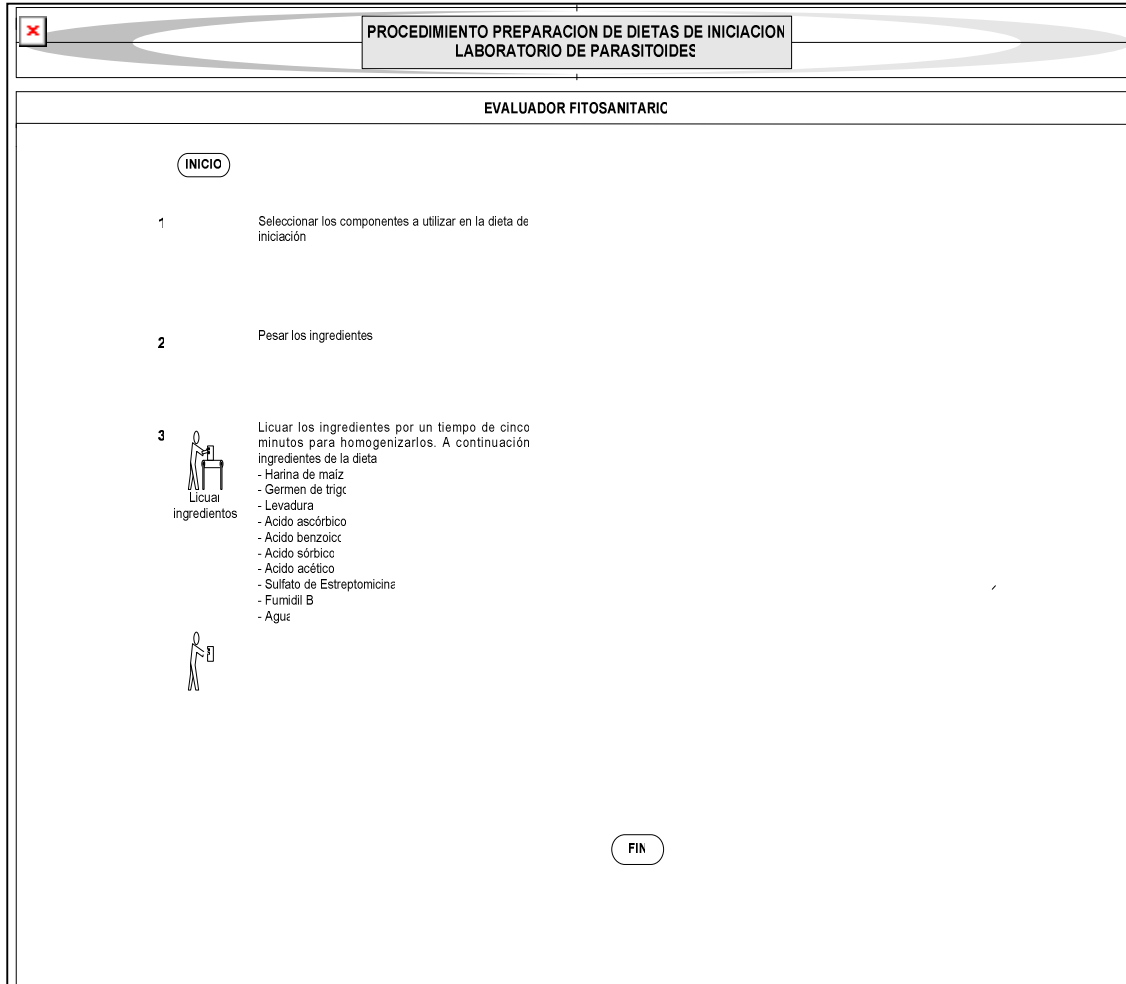 PROCEDIMIENTO PREPARACION DE DIETAS DE INICIACION
LABORATORIO DE PARASITOIDES
EVALUADOR FITOSANITARIO
INICIO
1
Seleccionar los componentes a utilizar en la dieta de
iniciación
2
Pesar los ingredientes
3
Licuar
ingredientos
Licuar los ingredientes por un tiempo de cinco
minutos para homogenizarlos. A continuación
ingredientes de la dieta
- Harina de maíz
- Germen de trigo
- Levadura
- Acido ascórbico
- Acido benzoico
- Acido sórbico
- Acido acético
- Sulfato de Estreptomicina
- Fumidil B
- Agua
FIN